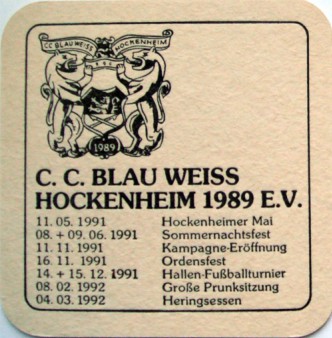 CC BLAU WEISS HOCKENHEIM
1989
C. C. BLAU WEISS
HOCKENHEIM 1989 E.V.
11. 05. 1991 Hockenheimer Mai
08. + 09. 06. 1991 Sommernachtsfest
11. 11. 1991 Kampagne-Eröffnung
16. 11. 1991 Ordensfest
14. + 15. 12. 1991 Hallen-Fußballturnier
08. 02. 1992 Große Prunksitzung
04. 03. 1992 Heringsessen